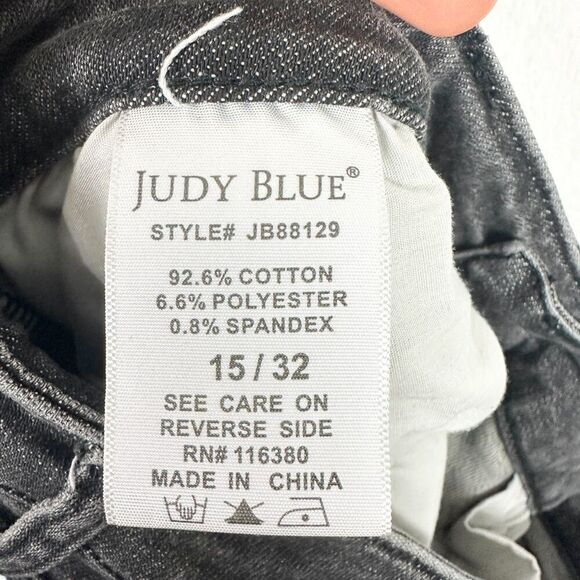 JUDY BLUE®
STYLE# JB88129
92.6% COTTON
6.6% POLYESTER
0.8% SPANDEX
15 / 32
SEE CARE ON
REVERSE SIDE
RN# 116380
MADE IN CHINA